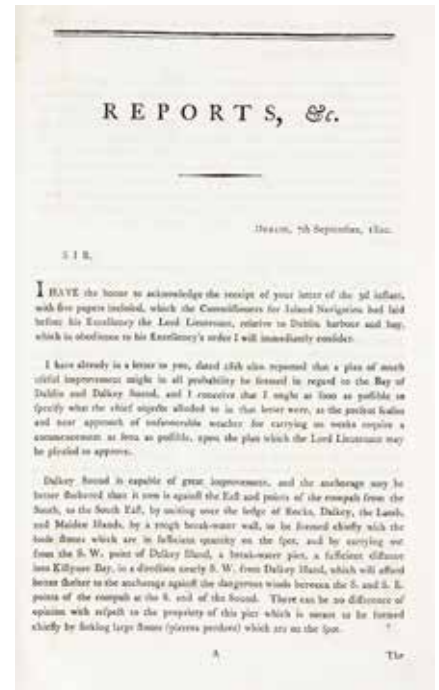 REPORTS, &c.
DUBLIN, 7th September, 1802.
SIR,
I HAVE the honor to acknowledge the receipt of your letter of the 3d inſtant,
with five papers incloſed, which the Commiſſioners for Inland Navigation had laid
before his Excellency the Lord Lieutenant, relative to Dublin harbour and bay,
which in obedience to his Excellency's order I will immediately conſider.
I have already in a letter to you, dated 28th ulto. reported that a plan of much
uſeful improvement might in all probability be formed in regard to the Bay of
Dublin and Dalkey Sound, and I conceive that I ought as ſoon as poſſible to
ſpecify what the chief objects alluded to in that letter were, as the preſent ſeaſon
and near approach of unfavorable weather for carrying on works require a
commencement as ſoon as poſſible, upon the plan which the Lord Lieutenant may
be pleaſed to approve.
Dalkey Sound is capable of great improvement, and the anchorage may be
better ſheltered than it now is againſt the Eaſt and points of the compaſs from the
South, to the South Eaſt, by uniting over the ledge of Rocks, Dalkey, the Lamb,
and Maiden Iſlands, by a rough break-water wall, to be formed chiefly with the
looſe ſtones which are in ſufficient quantity on the ſpot, and by carrying out
from the S. W. point of Dalkey Iſland, a break-water pier, a ſufficient diſtance
into Killyney Bay, in a direction nearly S. W. from Dalkey Iſland, which will afford
better ſhelter to the anchorage againſt the dangerous winds between the S. and S. E.
points of the compaſs at the S. end of the Sound. There can be no difference of
opinion with reſpect to the propriety of this pier which is meant to be formed
chiefly by ſinking large ſtones (pierres perdues) which are on the ſpot.
A
The